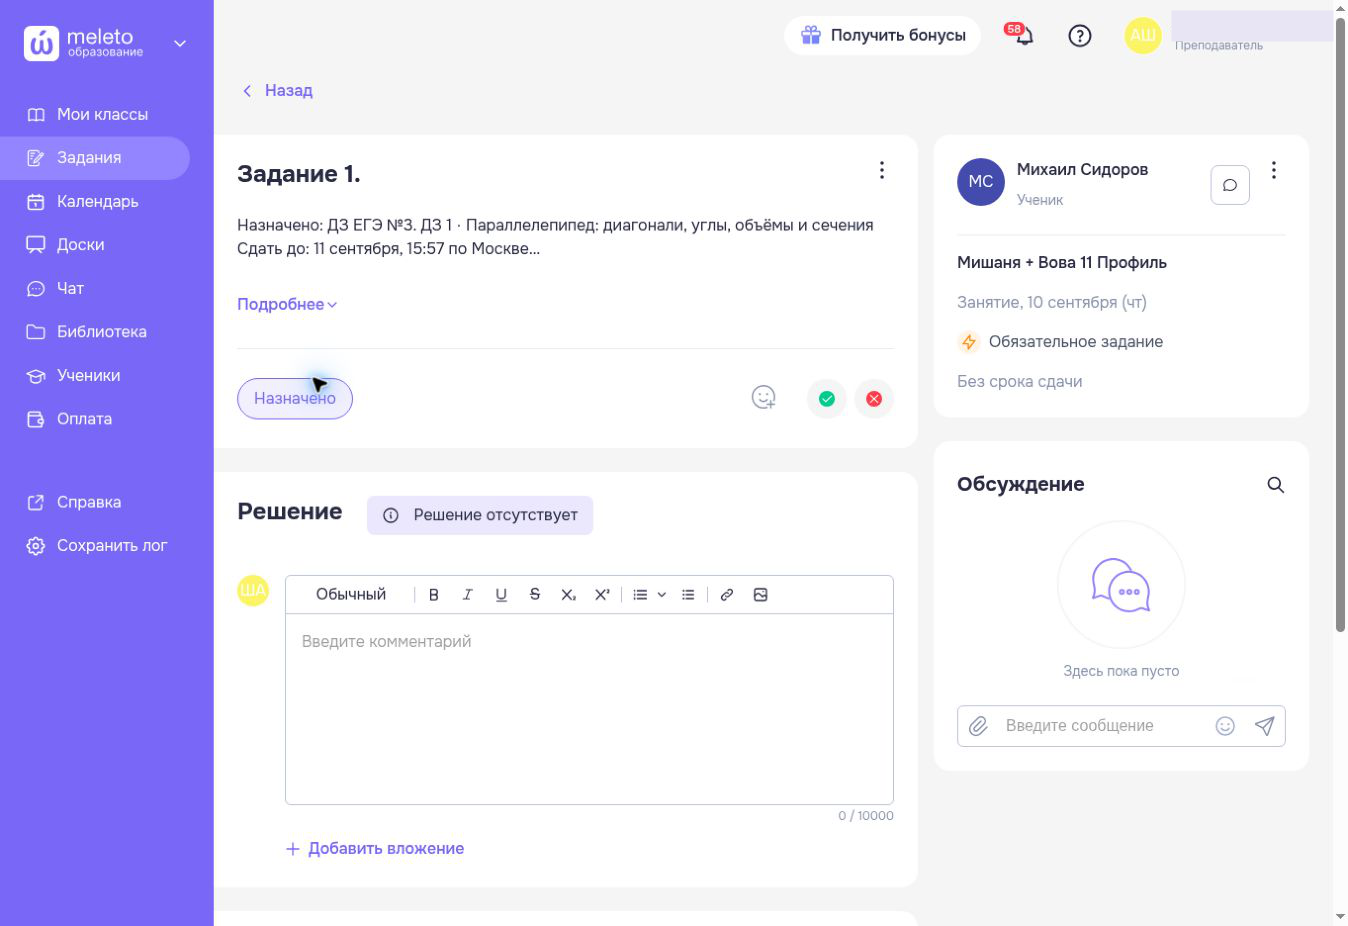 meleto
образование
Мои классы
Задания
Календарь
Доски
Чат
Библиотека
Ученики
Оплата
Справка
Сохранить лог
Получить бонусы
58
АШ
Преподаватель
Назад
Задание 1.
Назначено: ДЗ ЕГЭ №3. ДЗ 1 · Параллелепипед: диагонали, углы, объёмы и сечения
Сдать до: 11 сентября, 15:57 по Москве...
Подробнее
Назначено
Решение
Решение отсутствует
ША
Обычный
B I U S X₂ X²
Введите комментарий
0 / 10000
Добавить вложение
МС
Михаил Сидоров
Ученик
Мишаня + Вова 11 Профиль
Занятие, 10 сентября (чт)
Обязательное задание
Без срока сдачи
Обсуждение
Здесь пока пусто
Введите сообщение